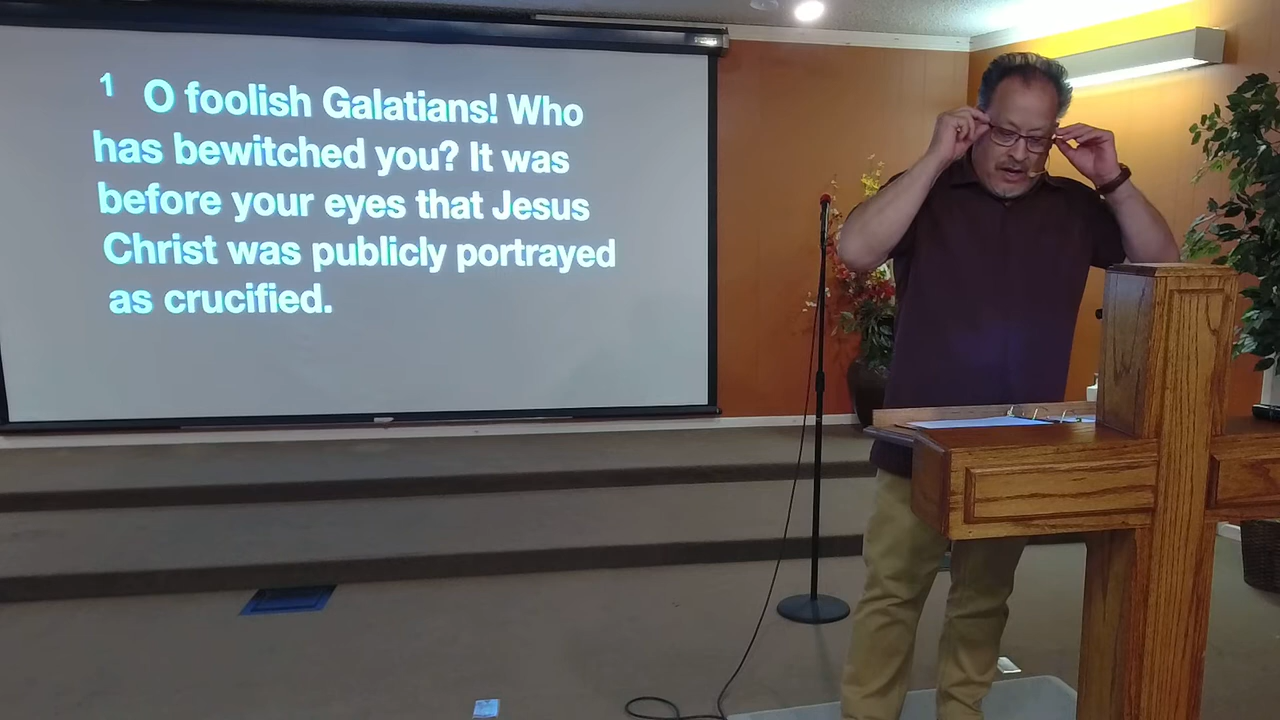 1 O foolish Galatians! Who
has bewitched you? It was
before your eyes that Jesus
Christ was publicly portrayed
as crucified.